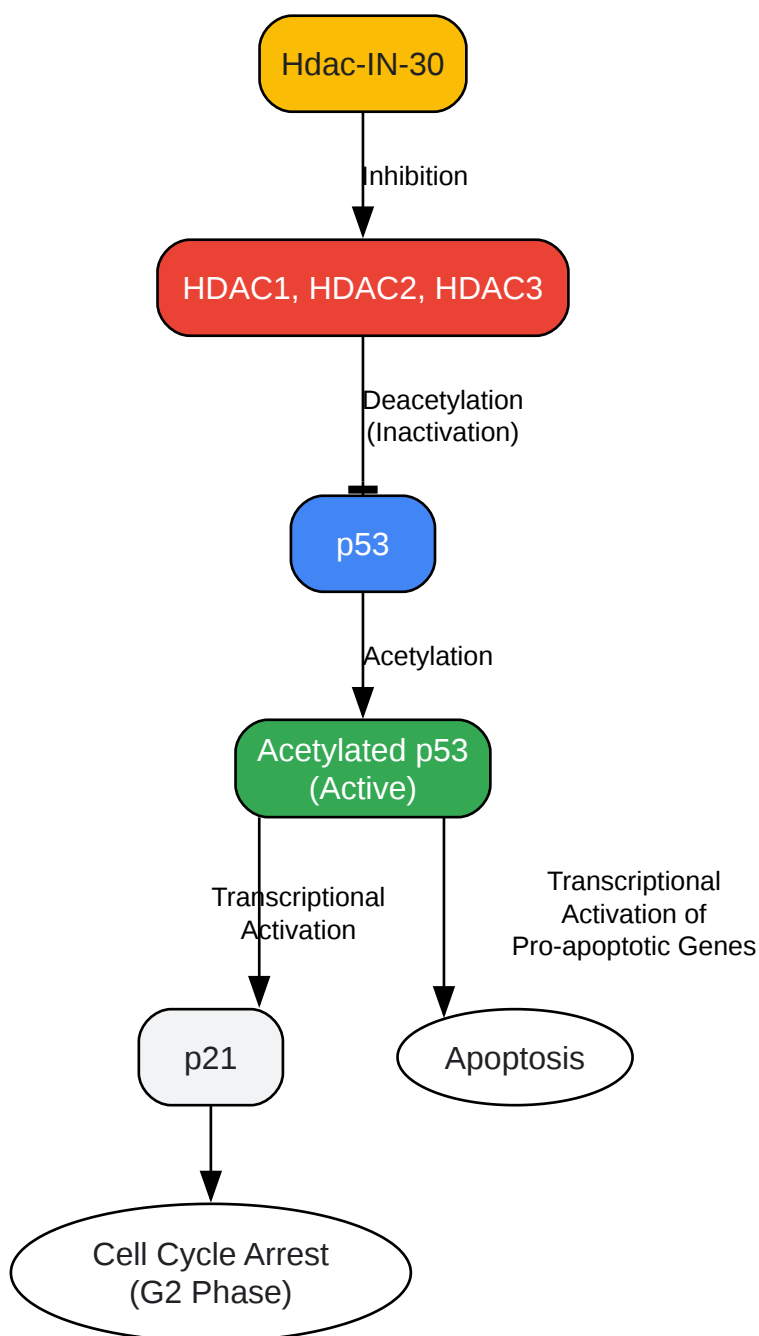 Hdac-IN-30
Inhibition
HDAC1, HDAC2, HDAC3
Deacetylation
(Inactivation)
p53
Acetylation
Acetylated p53
(Active)
Transcriptional
Activation
Transcriptional
Activation of
Pro-apoptotic Genes
p21
Apoptosis
Cell Cycle Arrest
(G2 Phase)